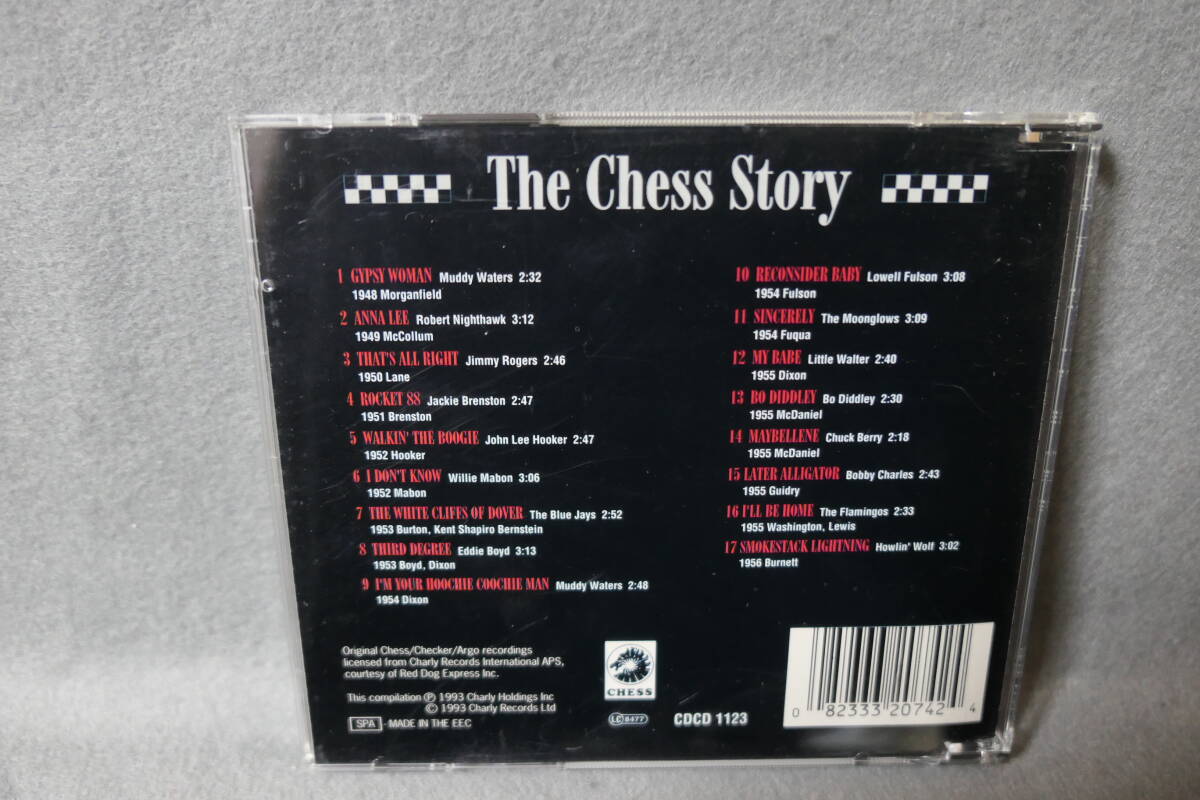 The Chess Story
1 GYPSY WOMAN Muddy Waters 2:32
1948 Morganfield
2 ANNA LEE Robert Nighthawk 3:12
1949 McCollum
3 THAT'S ALL RIGHT Jimmy Rogers 2:46
1950 Lane
4 ROCKET 88 Jackie Brenston 2:47
1951 Brenston
5 WALKIN' THE BOOGIE John Lee Hooker 2:47
1952 Hooker
6 I DON'T KNOW Willie Mabon 3:06
1952 Mabon
7 THE WHITE CLIFFS OF DOVER The Blue Jays 2:52
1953 Burton, Kent Shapiro Bernstein
8 THIRD DEGREE Eddie Boyd 3:13
1953 Boyd, Dixon
9 I'M YOUR HOOCHIE COOCHIE MAN Muddy Waters 2:48
1954 Dixon
10 RECONSIDER BABY Lowell Fulson 3:08
1954 Fulson
11 SINCERELY The Moonglows 3:09
1954 Fuqua
12 MY BABE Little Walter 2:40
1955 Dixon
13 BO DIDDLEY Bo Diddley 2:30
1955 McDaniel
14 MAYBELLENE Chuck Berry 2:18
1955 McDaniel
15 LATER ALLIGATOR Bobby Charles 2:43
1955 Guidry
16 I'LL BE HOME The Flamingos 2:33
1955 Washington, Lewis
17 SMOKESTACK LIGHTNING Howlin' Wolf 3:02
1956 Burnett
Original Chess/Checker/Argo recordings
licensed from Charly Records International APS,
courtesy of Red Dog Express Inc.
This compilation ℗ 1993 Charly Holdings Inc
© 1993 Charly Records Ltd
SPA - MADE IN THE EEC
CHESS
LC 8477
CDCD 1123
0 82333 20742 4